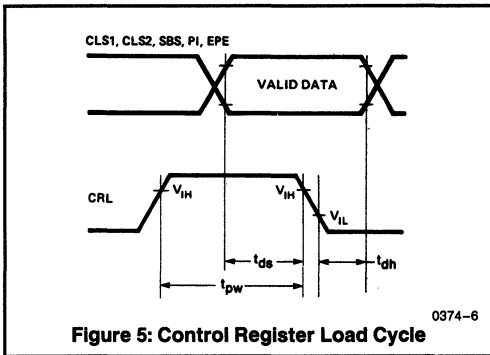 CLS1, CLS2, SBS, PI, EPE
VALID DATA
CRL
VIH
VIH
VIL
tds
tdh
tpw
0374-6
Figure 5: Control Register Load Cycle